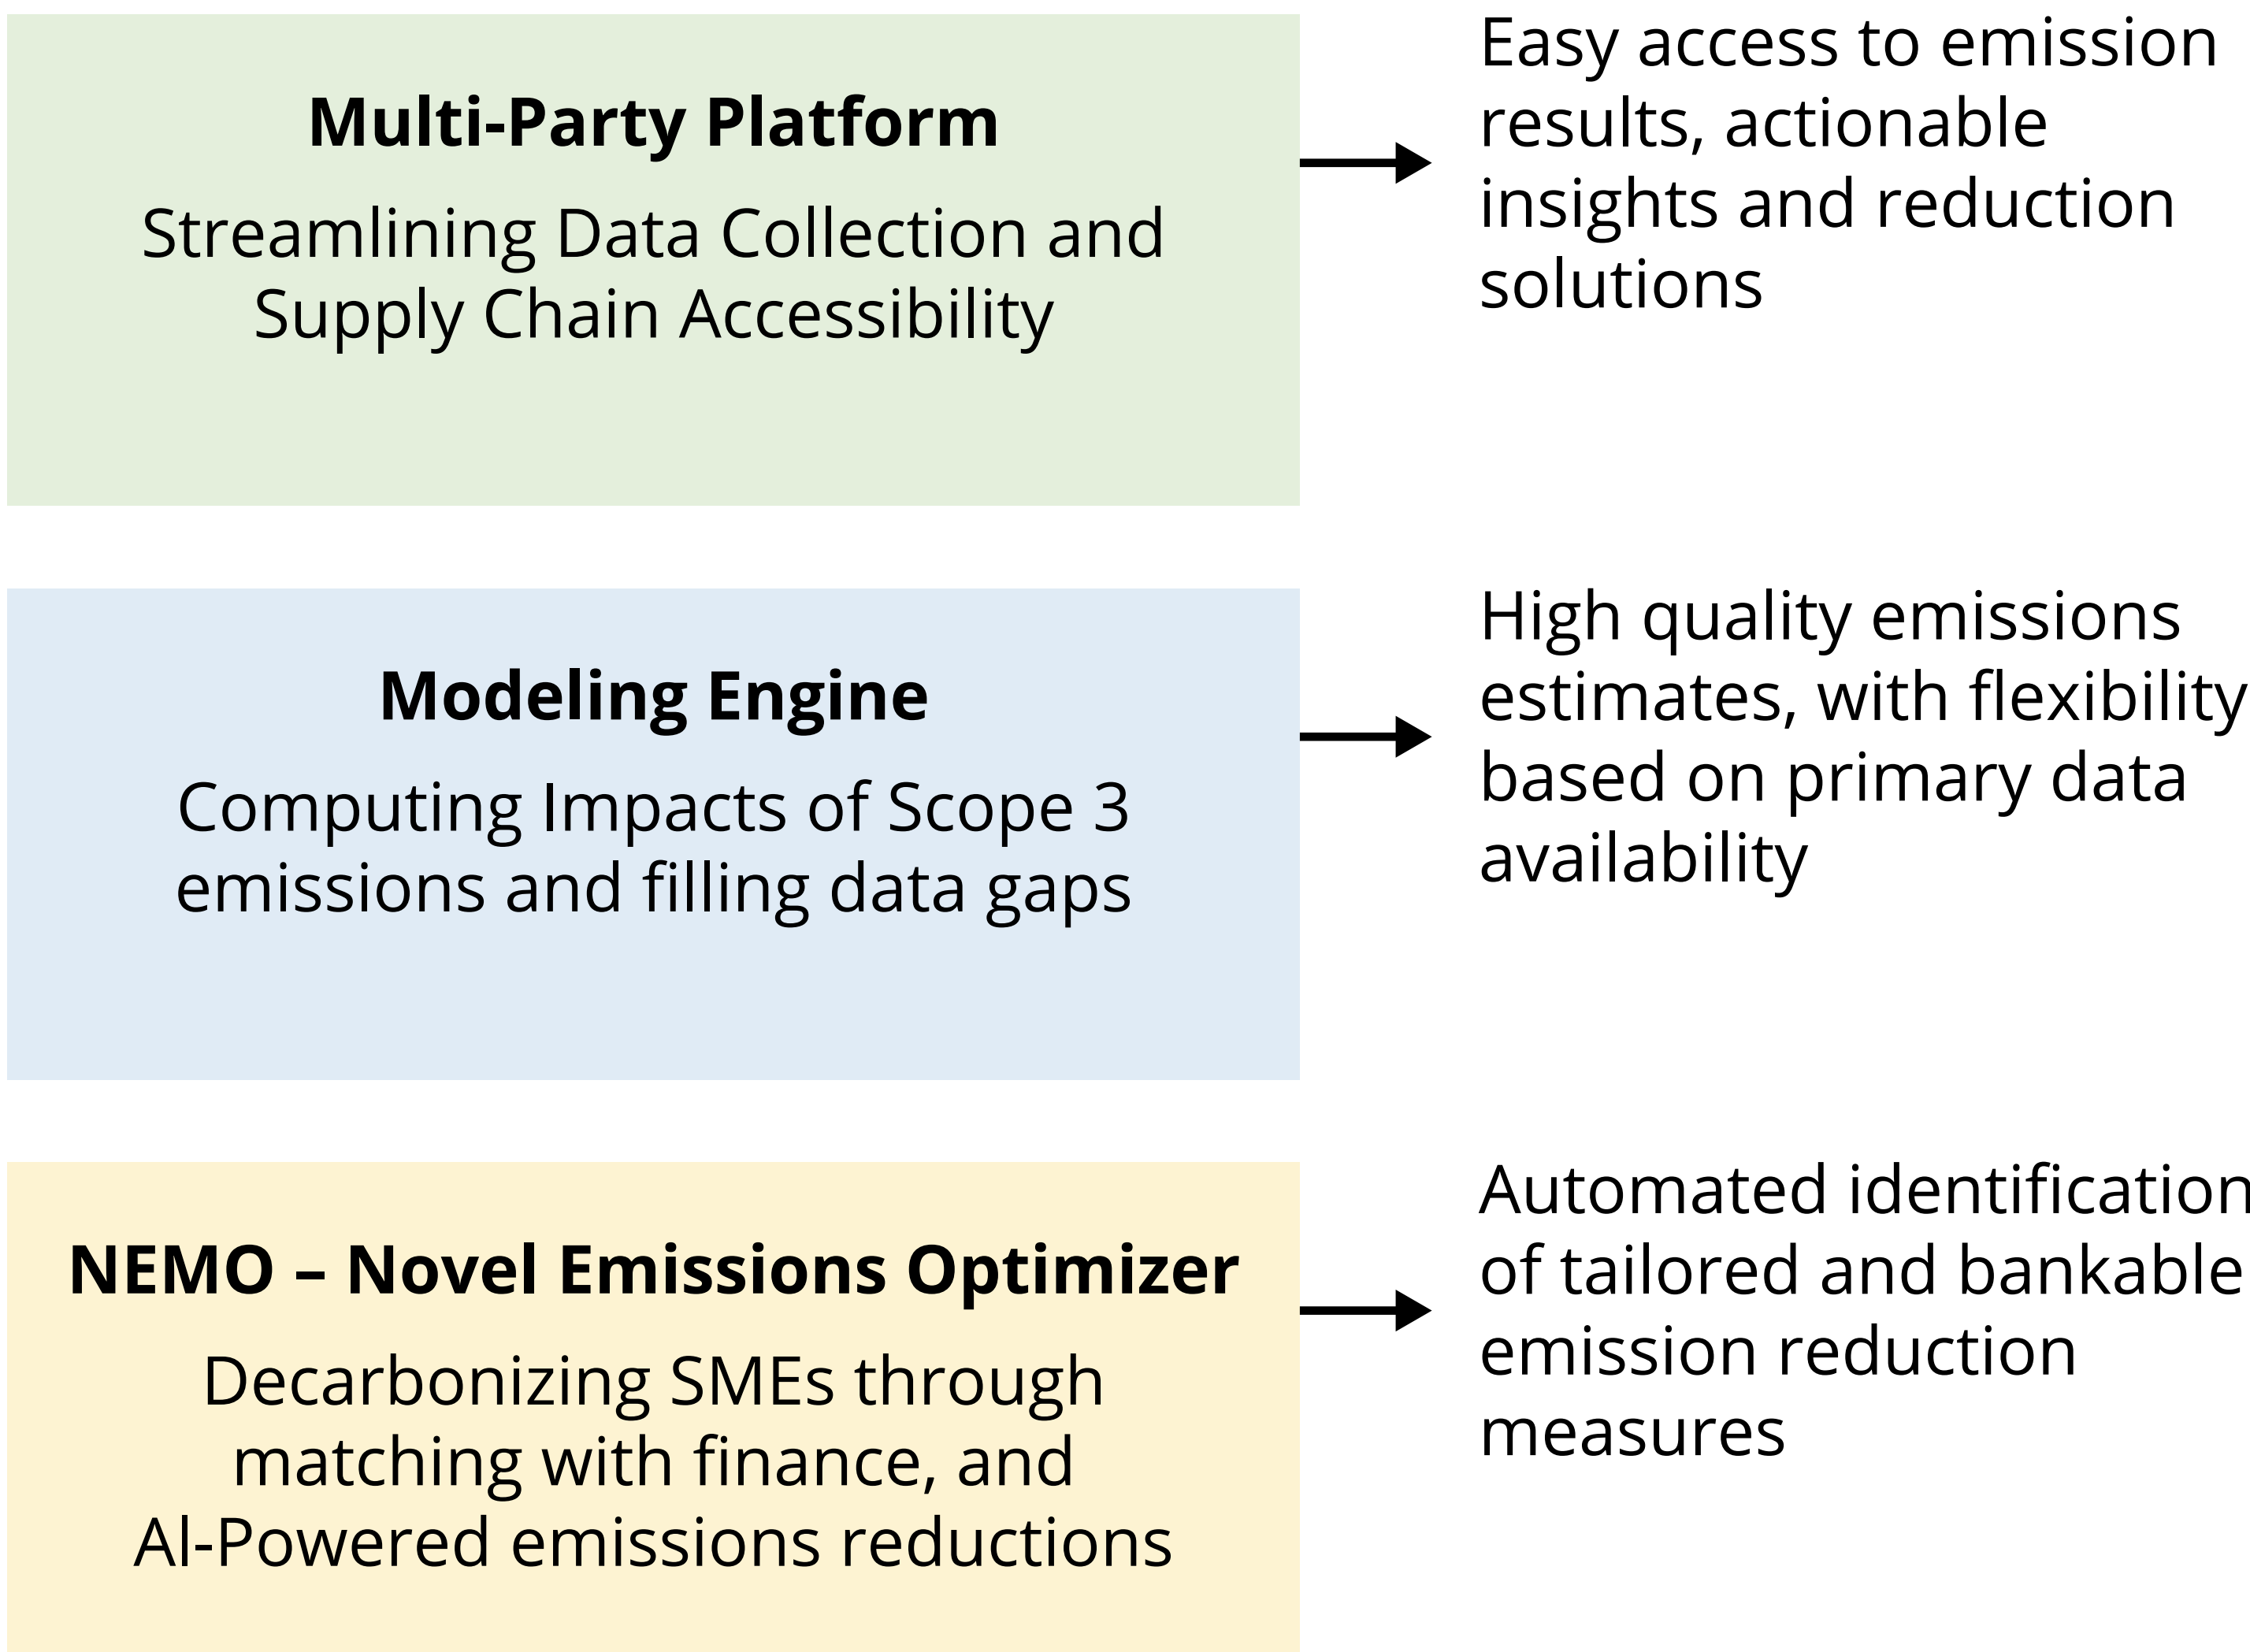 Multi-Party Platform
Streamlining Data Collection and
Supply Chain Accessibility
Easy access to emission
results, actionable
insights and reduction
solutions
Modeling Engine
Computing Impacts of Scope 3
emissions and filling data gaps
High quality emissions
estimates, with flexibility
based on primary data
availability
NEMO – Novel Emissions Optimizer
Decarbonizing SMEs through
matching with finance, and
AI-Powered emissions reductions
Automated identification
of tailored and bankable
emission reduction
measures